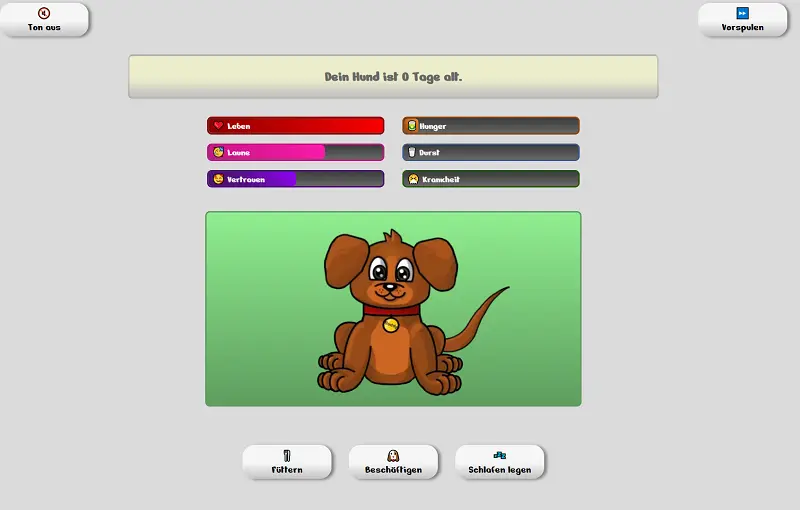 Ton aus
Vorspulen
Dein Hund ist 0 Tage alt.
Leben
Hunger
Laune
Durst
Vertrauen
Krankheit
Füttern
Beschäftigen
Schlafen legen